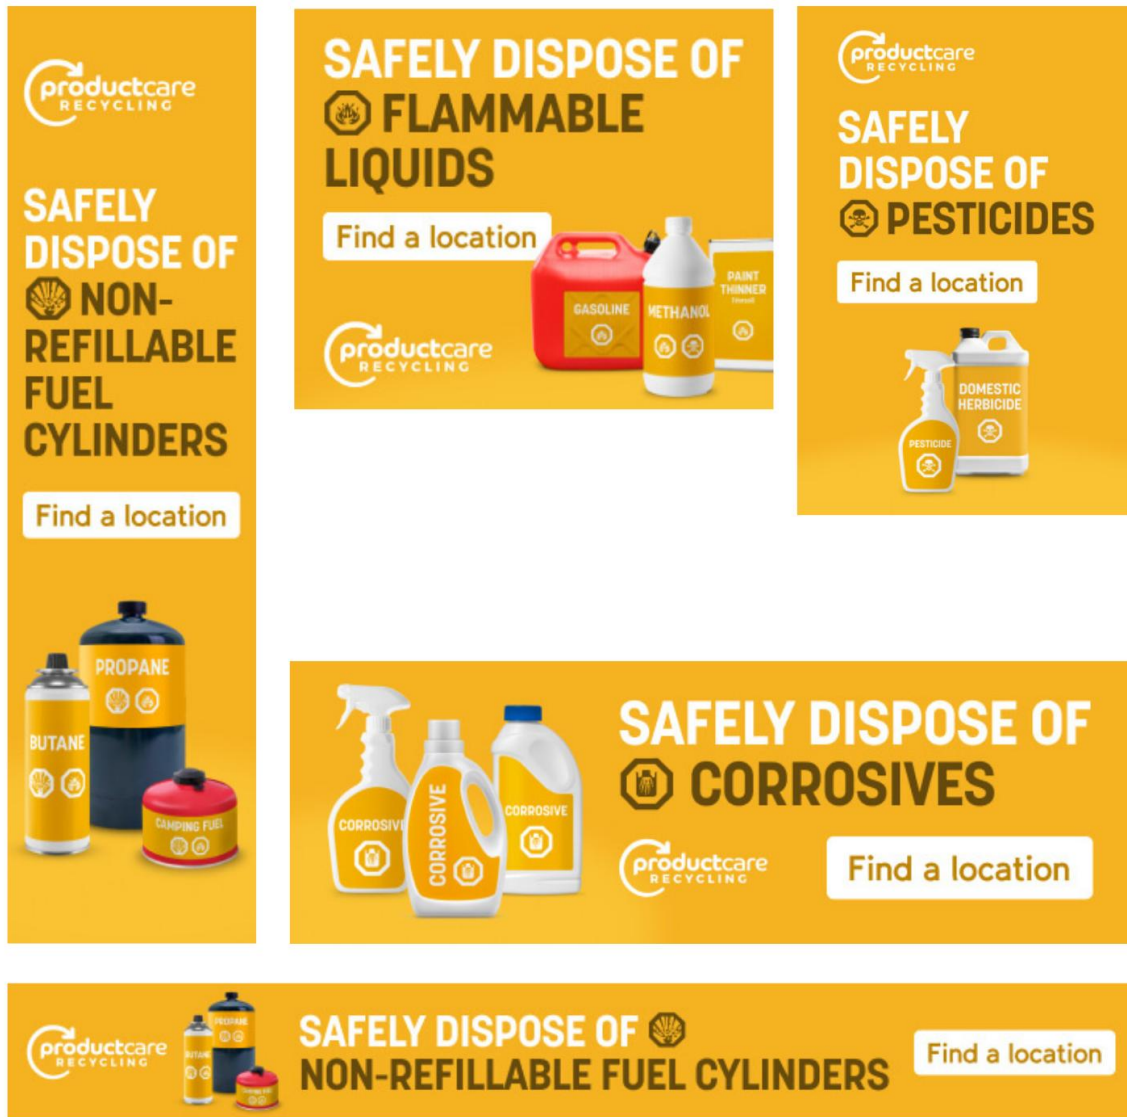 productcare
RECYCLING
SAFELY
DISPOSE OF
NON-
REFILLABLE
FUEL
CYLINDERS
Find a location
PROPANE
BUTANE
CAMPING FUEL
SAFELY DISPOSE OF
FLAMMABLE
LIQUIDS
Find a location
GASOLINE
METHANOL
PAINT
THINNER
productcare
RECYCLING
productcare
RECYCLING
SAFELY
DISPOSE OF
PESTICIDES
Find a location
DOMESTIC
HERBICIDE
PESTICIDE
SAFELY DISPOSE OF
CORROSIVES
CORROSIVE
CORROSIVE
CORROSIVE
productcare
RECYCLING
Find a location
productcare
RECYCLING
PROPANE
BUTANE
CAMPING FUEL
SAFELY DISPOSE OF
NON-REFILLABLE FUEL CYLINDERS
Find a location